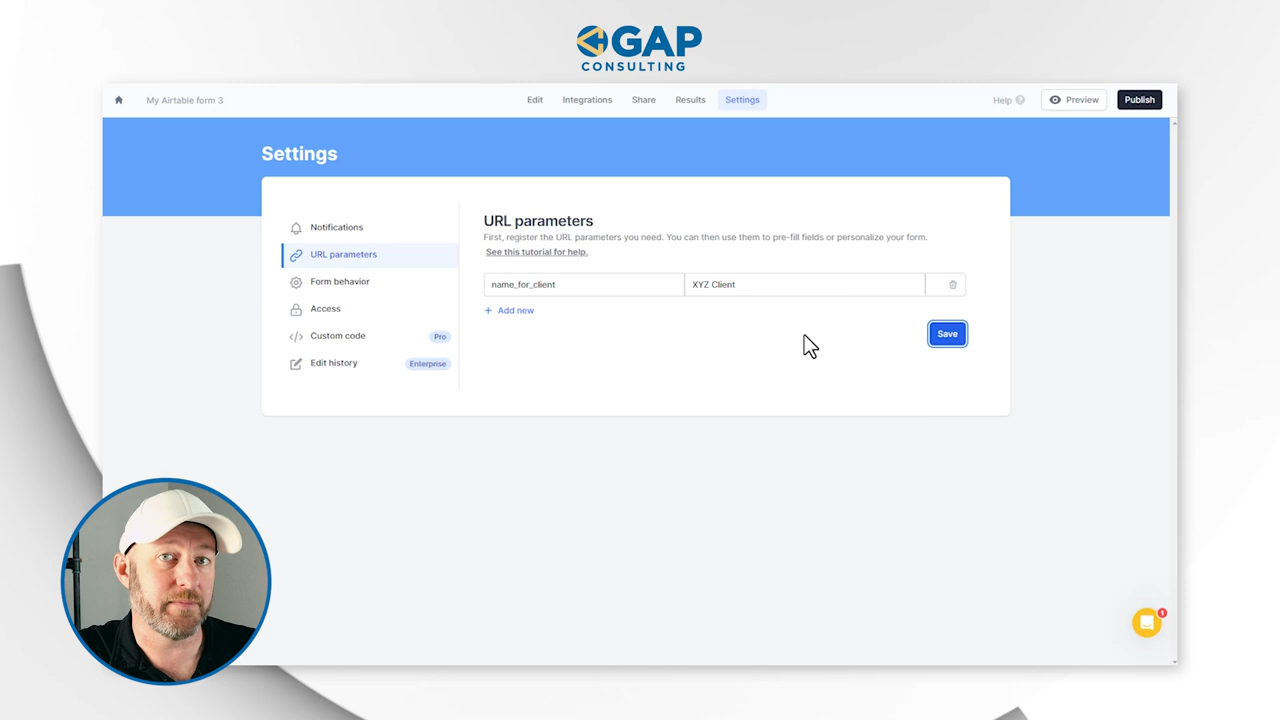 GAP
CONSULTING
My Airtable form 3
Edit
Integrations
Share
Results
Settings
Help ?
Preview
Publish
Settings
Notifications
URL parameters
Form behavior
Access
Custom code
Pro
Edit history
Enterprise
URL parameters
First, register the URL parameters you need. You can then use them to pre-fill fields or personalize your form.
See this tutorial for help.
name_for_client
XYZ Client
+ Add new
Save
1